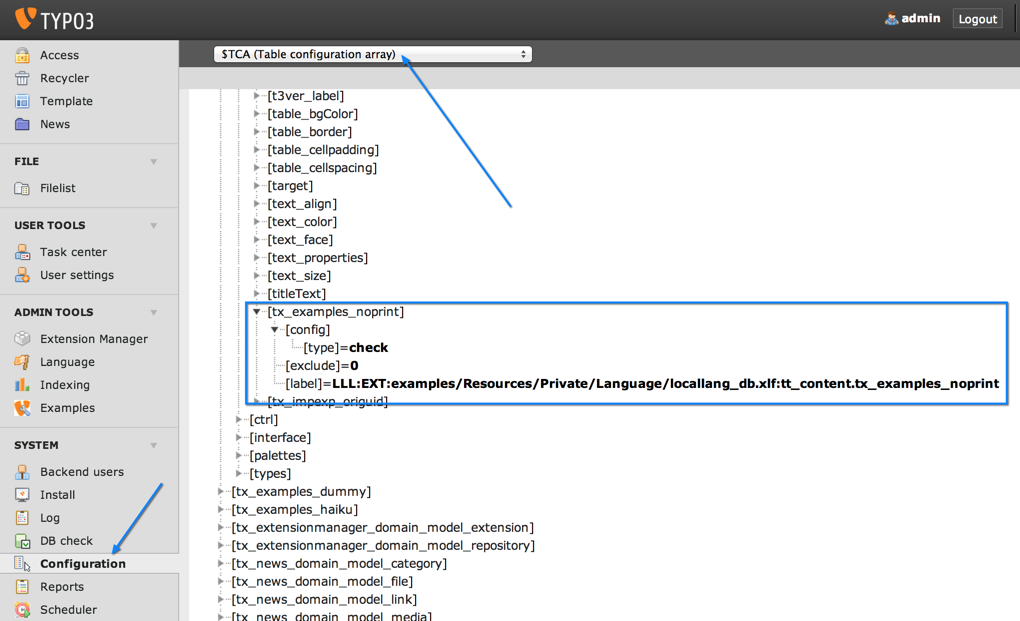 TYPO3
admin
Logout
$TCA (Table configuration array)
Access
Recycler
Template
News
FILE
Filelist
USER TOOLS
Task center
User settings
ADMIN TOOLS
Extension Manager
Language
Indexing
Examples
SYSTEM
Backend users
Install
Log
DB check
Configuration
Reports
Scheduler
[t3ver_label]
[table_bgColor]
[table_border]
[table_cellpadding]
[table_cellspacing]
[target]
[text_align]
[text_color]
[text_face]
[text_properties]
[text_size]
[titleText]
[tx_examples_noprint]
[config]
[type]=check
[exclude]=0
[label]=LLL:EXT:examples/Resources/Private/Language/locallang_db.xlf:tt_content.tx_examples_noprint
[tx_impexp_origuid]
[ctrl]
[interface]
[palettes]
[types]
[tx_examples_dummy]
[tx_examples_haiku]
[tx_extensionmanager_domain_model_extension]
[tx_extensionmanager_domain_model_repository]
[tx_news_domain_model_category]
[tx_news_domain_model_file]
[tx_news_domain_model_link]
[tx_news_domain_model_media]